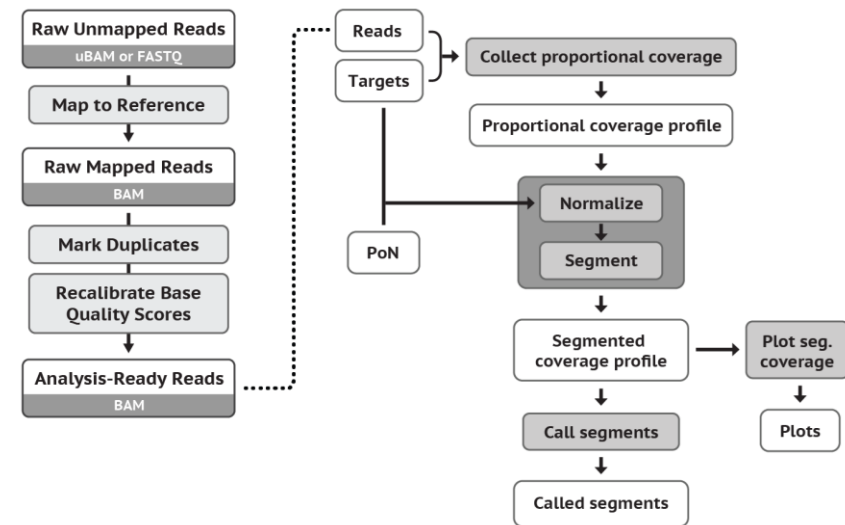 Raw Unmapped Reads
uBAM or FASTQ
Map to Reference
Raw Mapped Reads
BAM
Mark Duplicates
Recalibrate Base
Quality Scores
Analysis-Ready Reads
BAM
Reads
Targets
PoN
Collect proportional coverage
Proportional coverage profile
Normalize
Segment
Segmented
coverage profile
Plot seg.
coverage
Plots
Call segments
Called segments